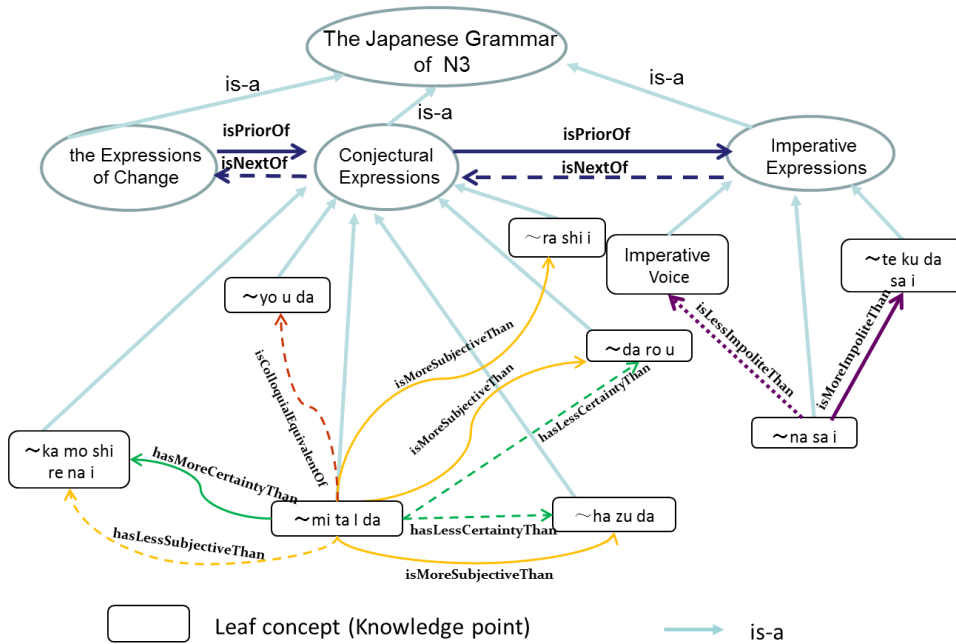 The Japanese Grammar
of N3
is-a
is-a
is-a
isPriorOf
isNextOf
isPriorOf
isNextOf
the Expressions
of Change
Conjectural
Expressions
Imperative
Expressions
~ra shi i
Imperative
Voice
~te ku da
sa i
~yo u da
~da ro u
isColloquialEquivalentOf
isMoreSubjectiveThan
isMoreSubjectiveThan
hasLessCertaintyThan
isLessImpoliteThan
isMoreImpoliteThan
~ka mo shi
re na i
hasMoreCertaintyThan
~na sa i
~mi ta I da
hasLessCertaintyThan
~ha zu da
hasLessSubjectiveThan
isMoreSubjectiveThan
Leaf concept (Knowledge point)
is-a